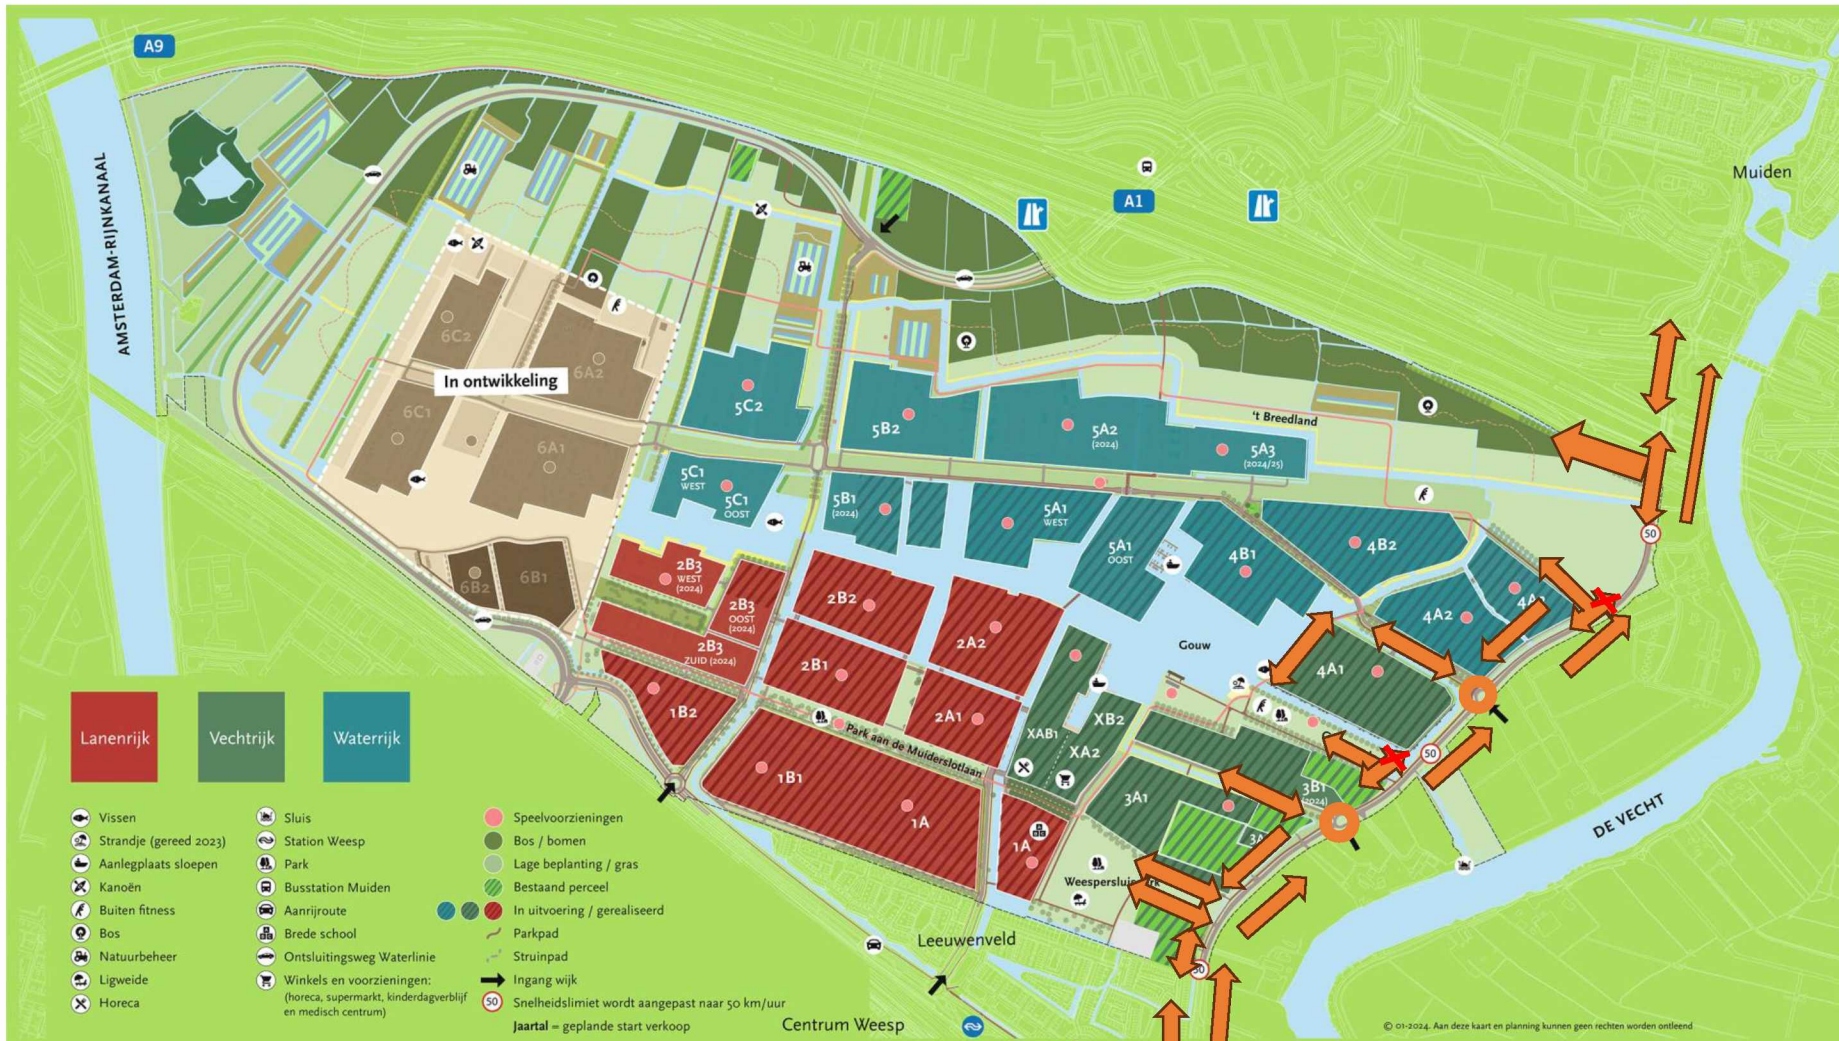 A9
A1
Muiden
AMSTERDAM-RIJNKANAAL
6C2
6A2
In ontwikkeling
6C1
6A1
6B2
6B1
5C2
5B2
5A2
(2024)
't Breedland
5A3
(2024/25)
5C1
WEST
5C1
OOST
5B1
(2024)
5A1
WEST
5A1
OOST
4B1
4B2
50
4A2
2B3
WEST
(2024)
2B3
OOST
(2024)
2B3
ZUID (2024)
2B2
2B1
2A2
2A1
Gouw
4A1
1B2
Park aan de Muiderslotlaan
XAB1
XB2
XA2
50
1B1
1A
1A
3A1
3B1
(2024)
DE VECHT
Leeuwenveld
50
Centrum Weesp
Lanenrijk
Vechtrijk
Waterrijk
Vissen
Strandje (gereed 2023)
Aanlegplaats sloepen
Kanoën
Buiten fitness
Bos
Natuurbeheer
Ligweide
Horeca
Sluis
Station Weesp
Park
Busstation Muiden
Aanrijroute
Brede school
Ontsluitingsweg Waterlinie
Winkels en voorzieningen:
(horeca, supermarkt, kinderdagverblijf
en medisch centrum)
Speelvoorzieningen
Bos / bomen
Lage beplanting / gras
Bestaand perceel
In uitvoering / gerealiseerd
Parkpad
Struinpad
Ingang wijk
50 Snelheidslimiet wordt aangepast naar 50 km/uur
Jaartal = geplande start verkoop
© 01-2024. Aan deze kaart en planning kunnen geen rechten worden ontleend